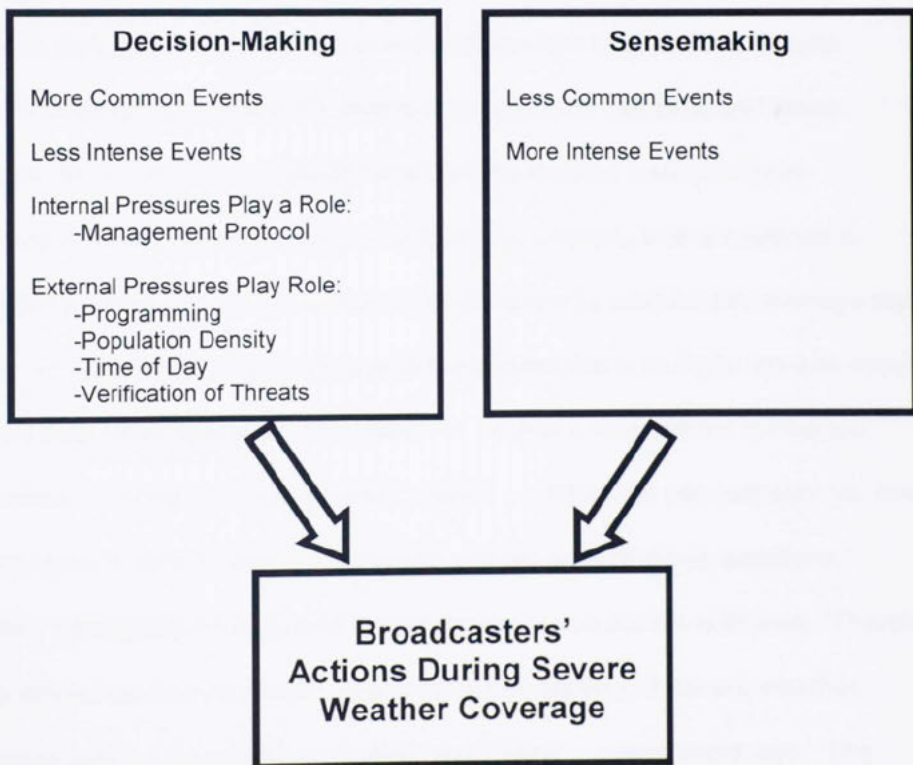 Decision-Making
More Common Events
Less Intense Events
Internal Pressures Play a Role:
-Management Protocol
External Pressures Play Role:
-Programming
-Population Density
-Time of Day
-Verification of Threats
Sensemaking
Less Common Events
More Intense Events
Broadcasters’
Actions During Severe
Weather Coverage